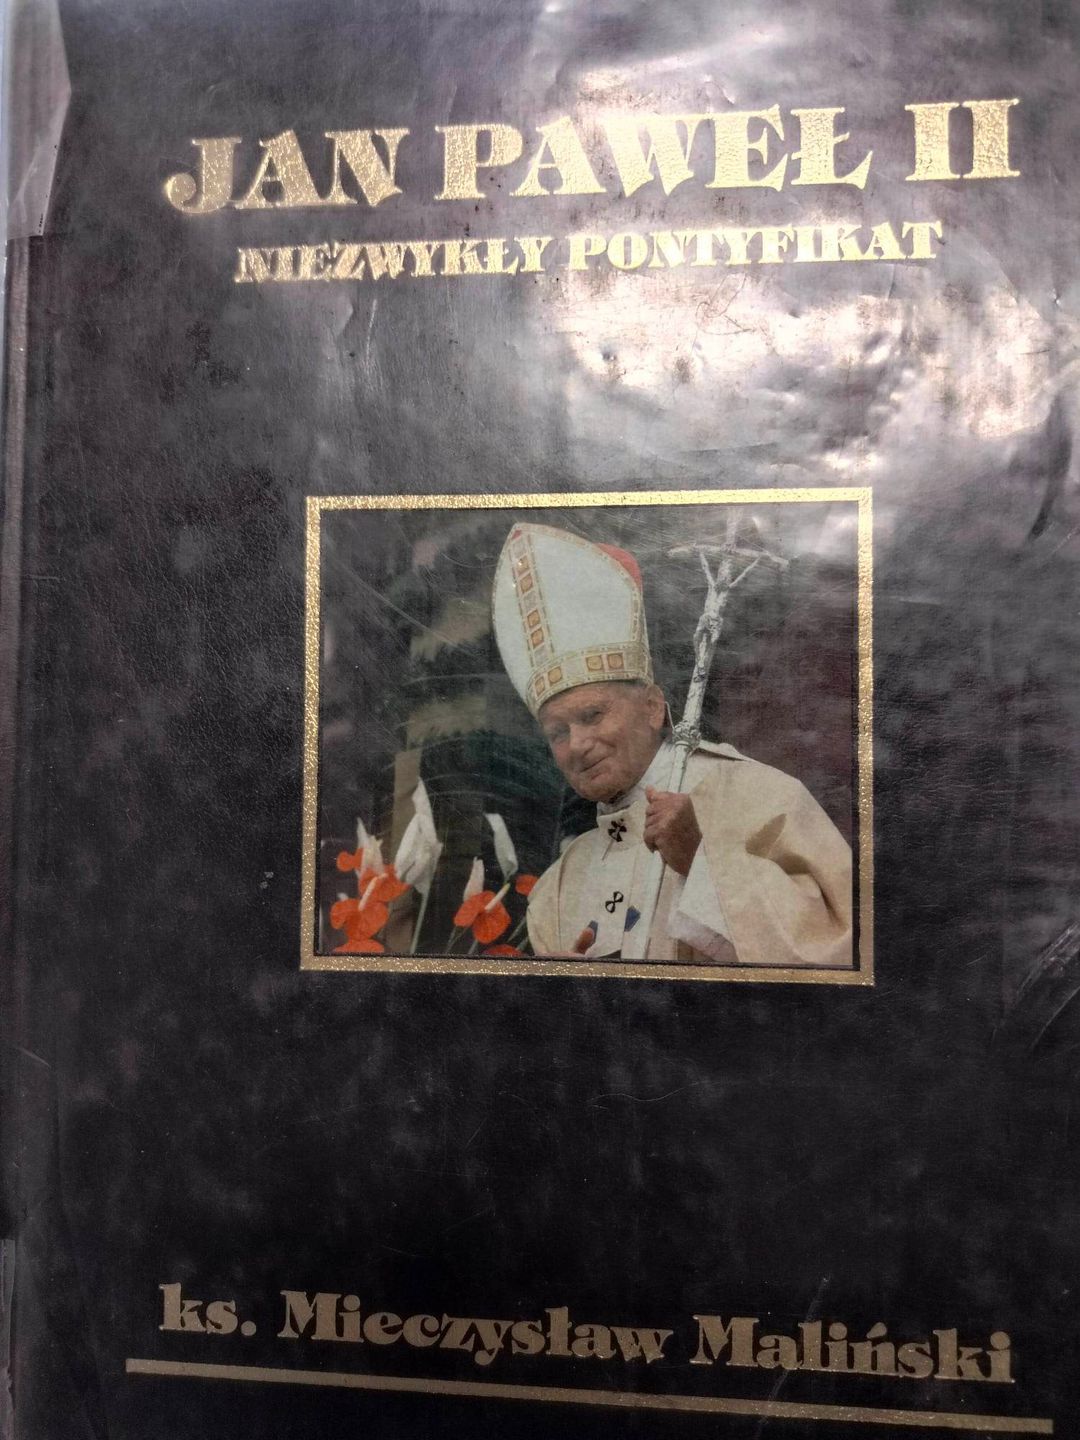 JAN PAWEŁ II
NIEZWYKŁY PONTYFIKAT
ks. Mieczysław Maliński